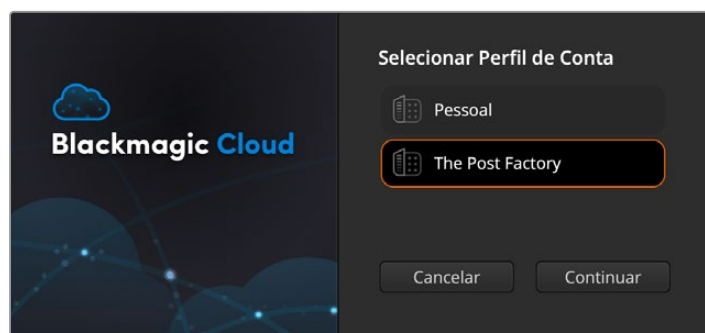 Blackmagic Cloud
Selecionar Perfil de Conta
Pessoal
The Post Factory
Cancelar
Continuar